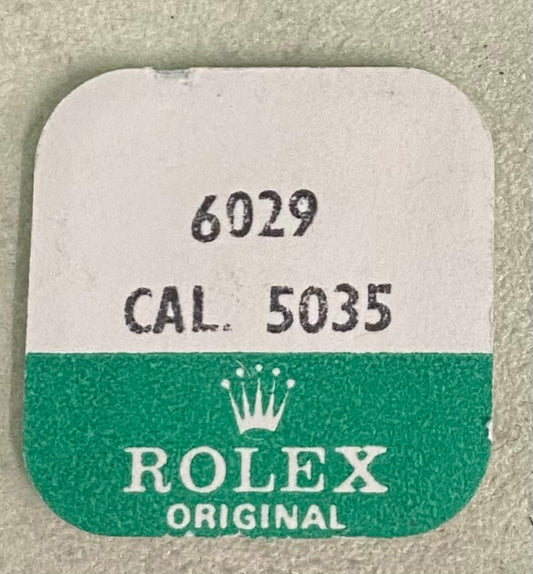 6029
CAL. 5035
ROLEX
ORIGINAL